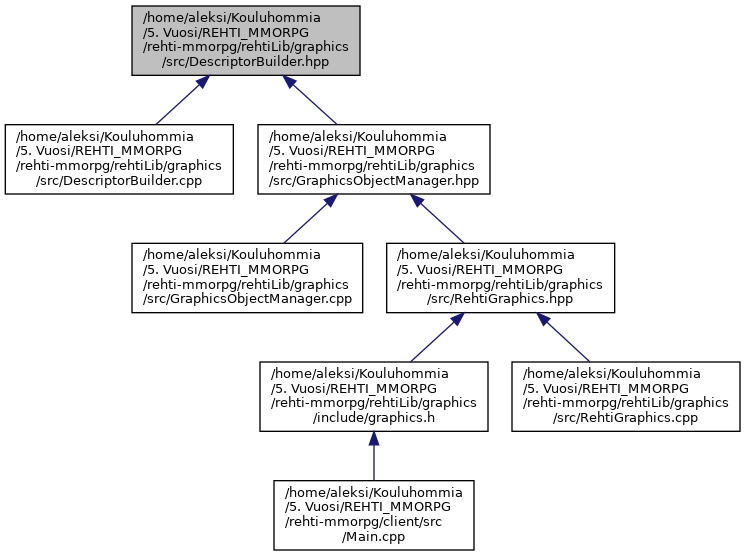 /home/aleksi/Kouluhommia
/5. Vuosi/REHTI_MMORPG
/rehti-mmorpg/rehtiLib/graphics
/src/DescriptorBuilder.hpp
/home/aleksi/Kouluhommia
/5. Vuosi/REHTI_MMORPG
/rehti-mmorpg/rehtiLib/graphics
/src/DescriptorBuilder.cpp
/home/aleksi/Kouluhommia
/5. Vuosi/REHTI_MMORPG
/rehti-mmorpg/rehtiLib/graphics
/src/GraphicsObjectManager.hpp
/home/aleksi/Kouluhommia
/5. Vuosi/REHTI_MMORPG
/rehti-mmorpg/rehtiLib/graphics
/src/GraphicsObjectManager.cpp
/home/aleksi/Kouluhommia
/5. Vuosi/REHTI_MMORPG
/rehti-mmorpg/rehtiLib/graphics
/src/RehtiGraphics.hpp
/home/aleksi/Kouluhommia
/5. Vuosi/REHTI_MMORPG
/rehti-mmorpg/rehtiLib/graphics
/include/graphics.h
/home/aleksi/Kouluhommia
/5. Vuosi/REHTI_MMORPG
/rehti-mmorpg/rehtiLib/graphics
/src/RehtiGraphics.cpp
/home/aleksi/Kouluhommia
/5. Vuosi/REHTI_MMORPG
/rehti-mmorpg/client/src
/Main.cpp